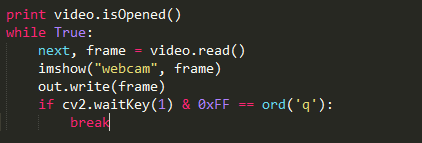 print video.isOpened()
while True:
    next, frame = video.read()
    imshow("webcam", frame)
    out.write(frame)
    if cv2.waitKey(1) & 0xFF == ord('q'):
        break